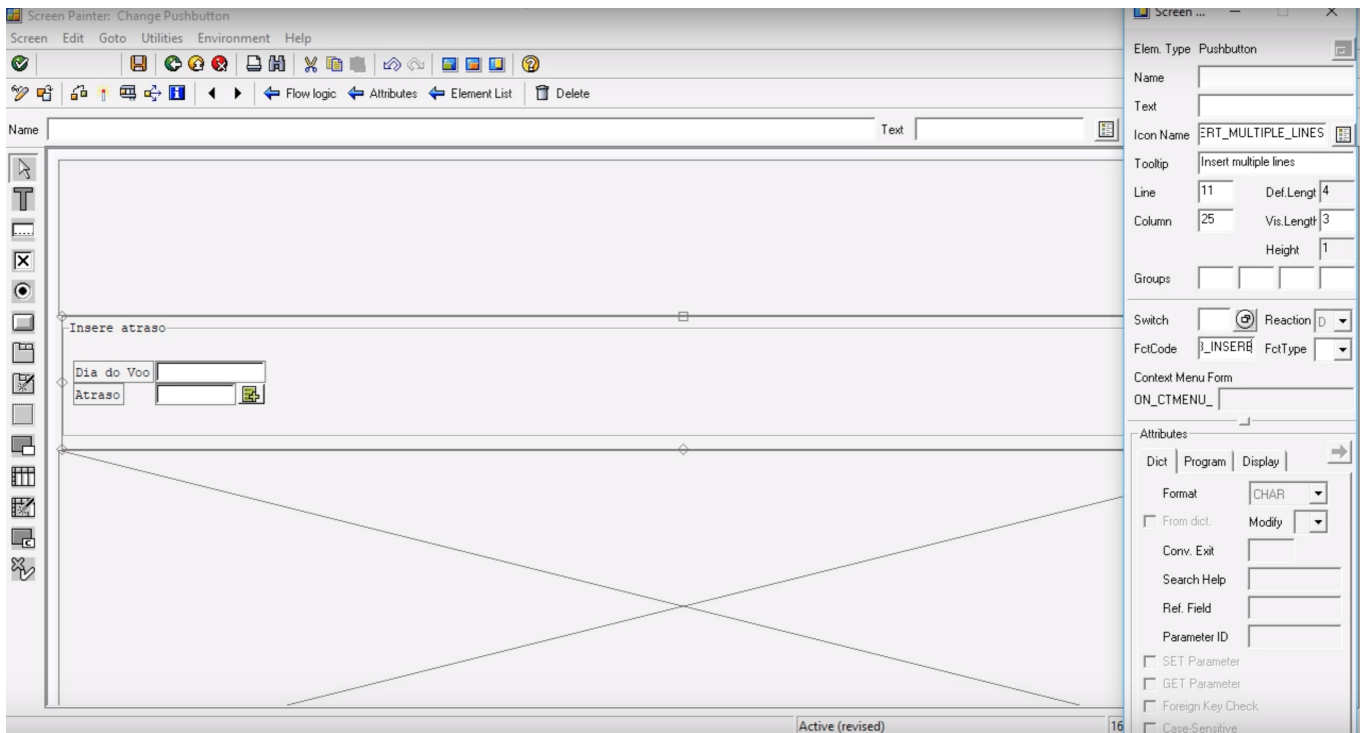 Screen Painter: Change Pushbutton
Screen Edit Goto Utilities Environment Help
Flow logic Attributes Element List Delete
Name Text
Insere atraso
Dia do Voo
Atraso
Active (revised) 16
Screen ...
Elem. Type Pushbutton
Name
Text
Icon Name ERT_MULTIPLE_LINES
Tooltip Insert multiple lines
Line 11 Def.Lengt 4
Column 25 Vis.Length 3
Height 1
Groups
Switch Reaction D
FctCode _INSERE FctType
Context Menu Form
ON_CTMENU_
Attributes
Dict Program Display
Format CHAR
From dict. Modify
Conv. Exit
Search Help
Ref. Field
Parameter ID
SET Parameter
GET Parameter
Foreign Key Check
Case-Sensitive